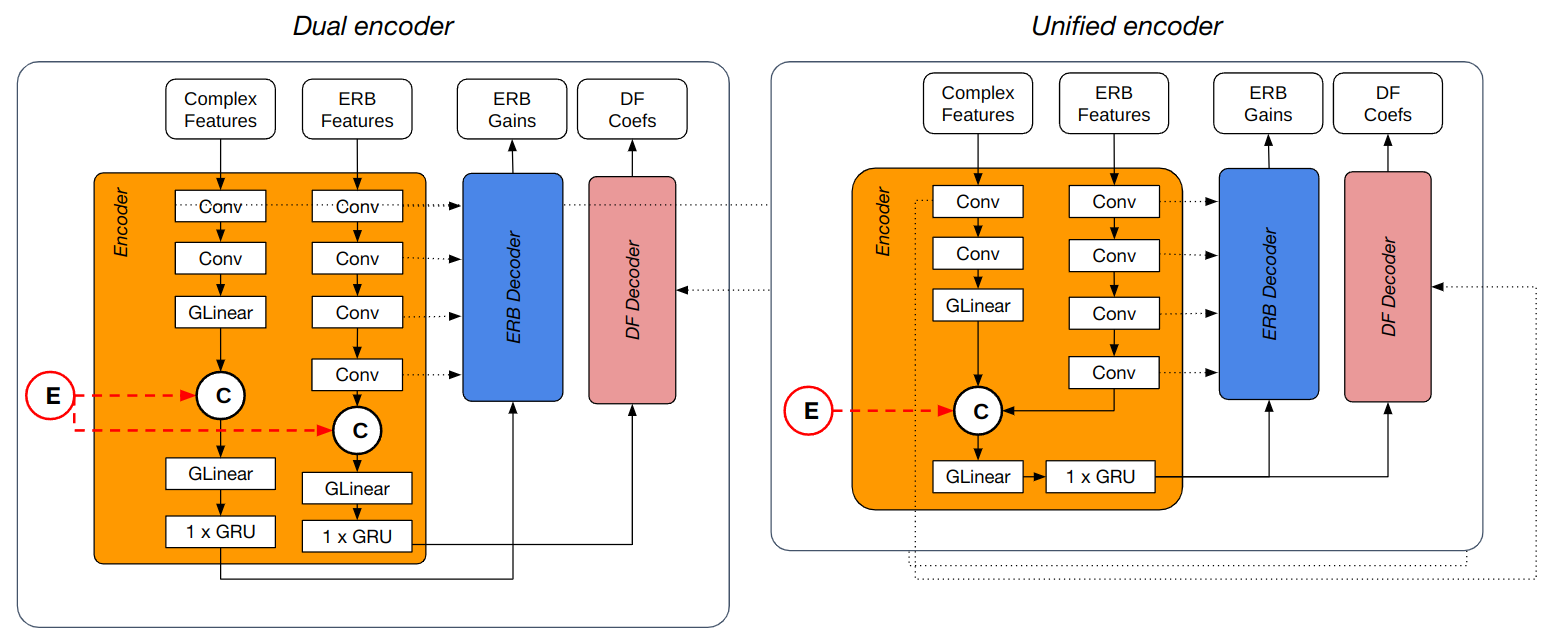 Dual encoder
Complex
Features
ERB
Features
ERB
Gains
DF
Coefs
Encoder
Conv
Conv
GLinear
C
GLinear
1 x GRU
Conv
Conv
Conv
Conv
C
GLinear
1 x GRU
E
ERB Decoder
DF Decoder
Unified encoder
Complex
Features
ERB
Features
ERB
Gains
DF
Coefs
Encoder
Conv
Conv
GLinear
Conv
Conv
Conv
Conv
E
C
GLinear
1 x GRU
ERB Decoder
DF Decoder